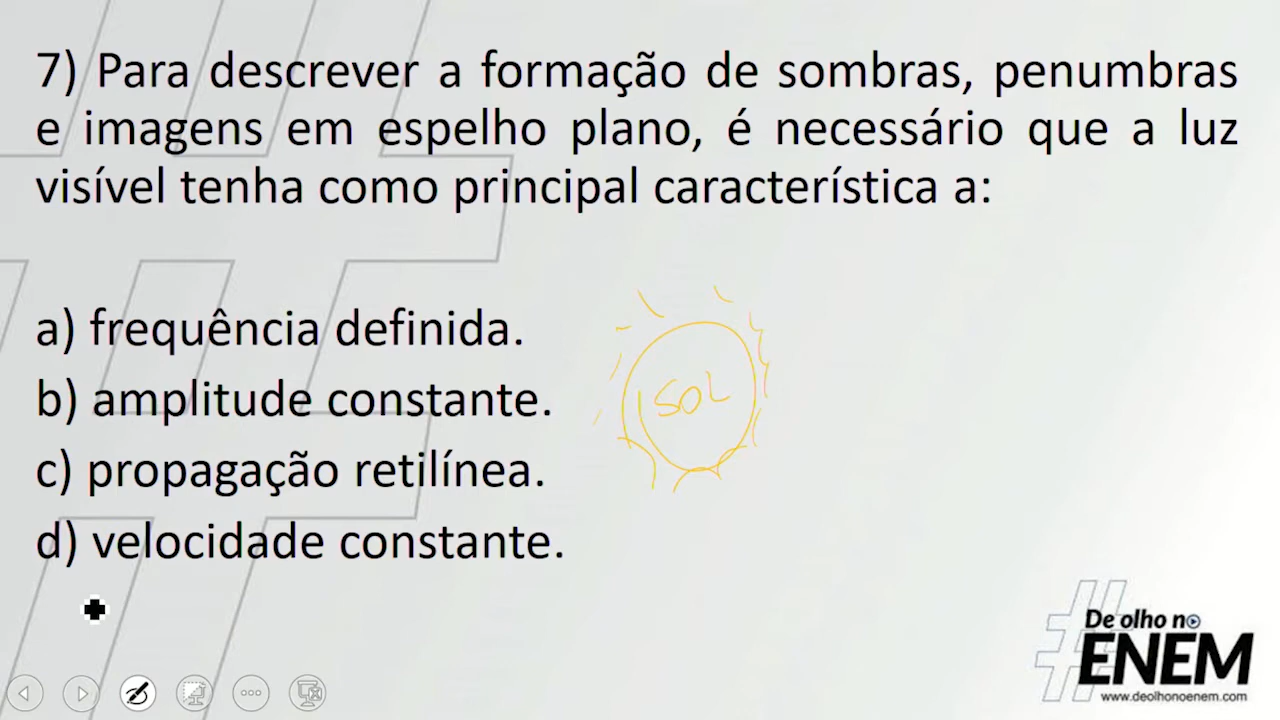 7) Para descrever a formação de sombras, penumbras
e imagens em espelho plano, é necessário que a luz
visível tenha como principal característica a:
a) frequência definida.
b) amplitude constante.
c) propagação retilínea.
d) velocidade constante.
SOL
De olho no
ENEM
www.deolhonoenem.com